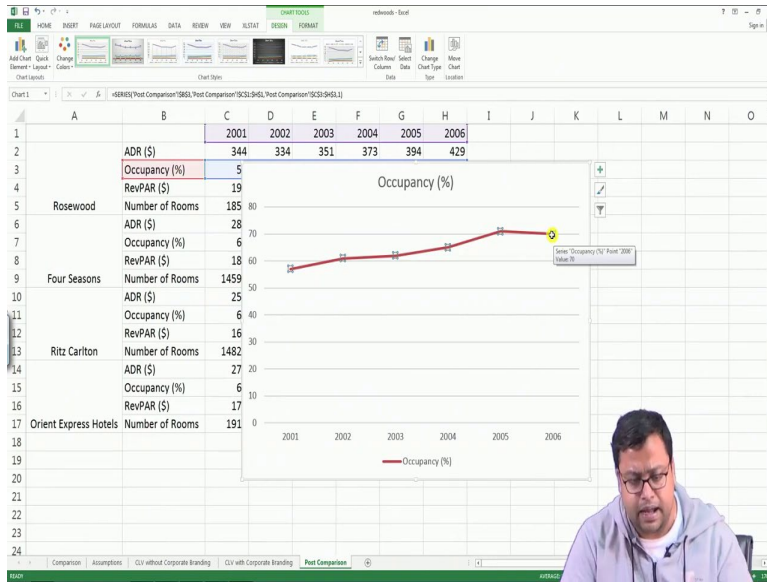 CHART TOOLS
redwoods - Excel
FILE HOME INSERT PAGE LAYOUT FORMULAS DATA REVIEW VIEW XLSTAT DESIGN FORMAT
Sign in
Add Chart Element Quick Layout Change Colors
Switch Row/ Column Select Data Change Chart Type Move Chart
Chart Layouts Chart Styles Data Type Location
Chart 1 =SERIES('Post Comparison'!$B$3,'Post Comparison'!$C$1:$H$1,'Post Comparison'!$C$3:$H$3,1)
A B C D E F G H I J K L M N O
1 2001 2002 2003 2004 2005 2006
2 ADR ($) 344 334 351 373 394 429
3 Occupancy (%) 5
4 RevPAR ($) 19
5 Rosewood Number of Rooms 185
6 ADR ($) 28
7 Occupancy (%) 6
8 RevPAR ($) 18
9 Four Seasons Number of Rooms 1459
10 ADR ($) 25
11 Occupancy (%) 6
12 RevPAR ($) 16
13 Ritz Carlton Number of Rooms 1482
14 ADR ($) 27
15 Occupancy (%) 6
16 RevPAR ($) 17
17 Orient Express Hotels Number of Rooms 191
18
19
20
21
22
23
24
Occupancy (%)
80
70
60
50
40
30
20
10
0
2001 2002 2003 2004 2005 2006
Occupancy (%)
Series "Occupancy (%)" Point "2006"
Value: 70
Comparison Assumptions CLV without Corporate Branding CLV with Corporate Branding Post Comparison
READY AVERAGE: